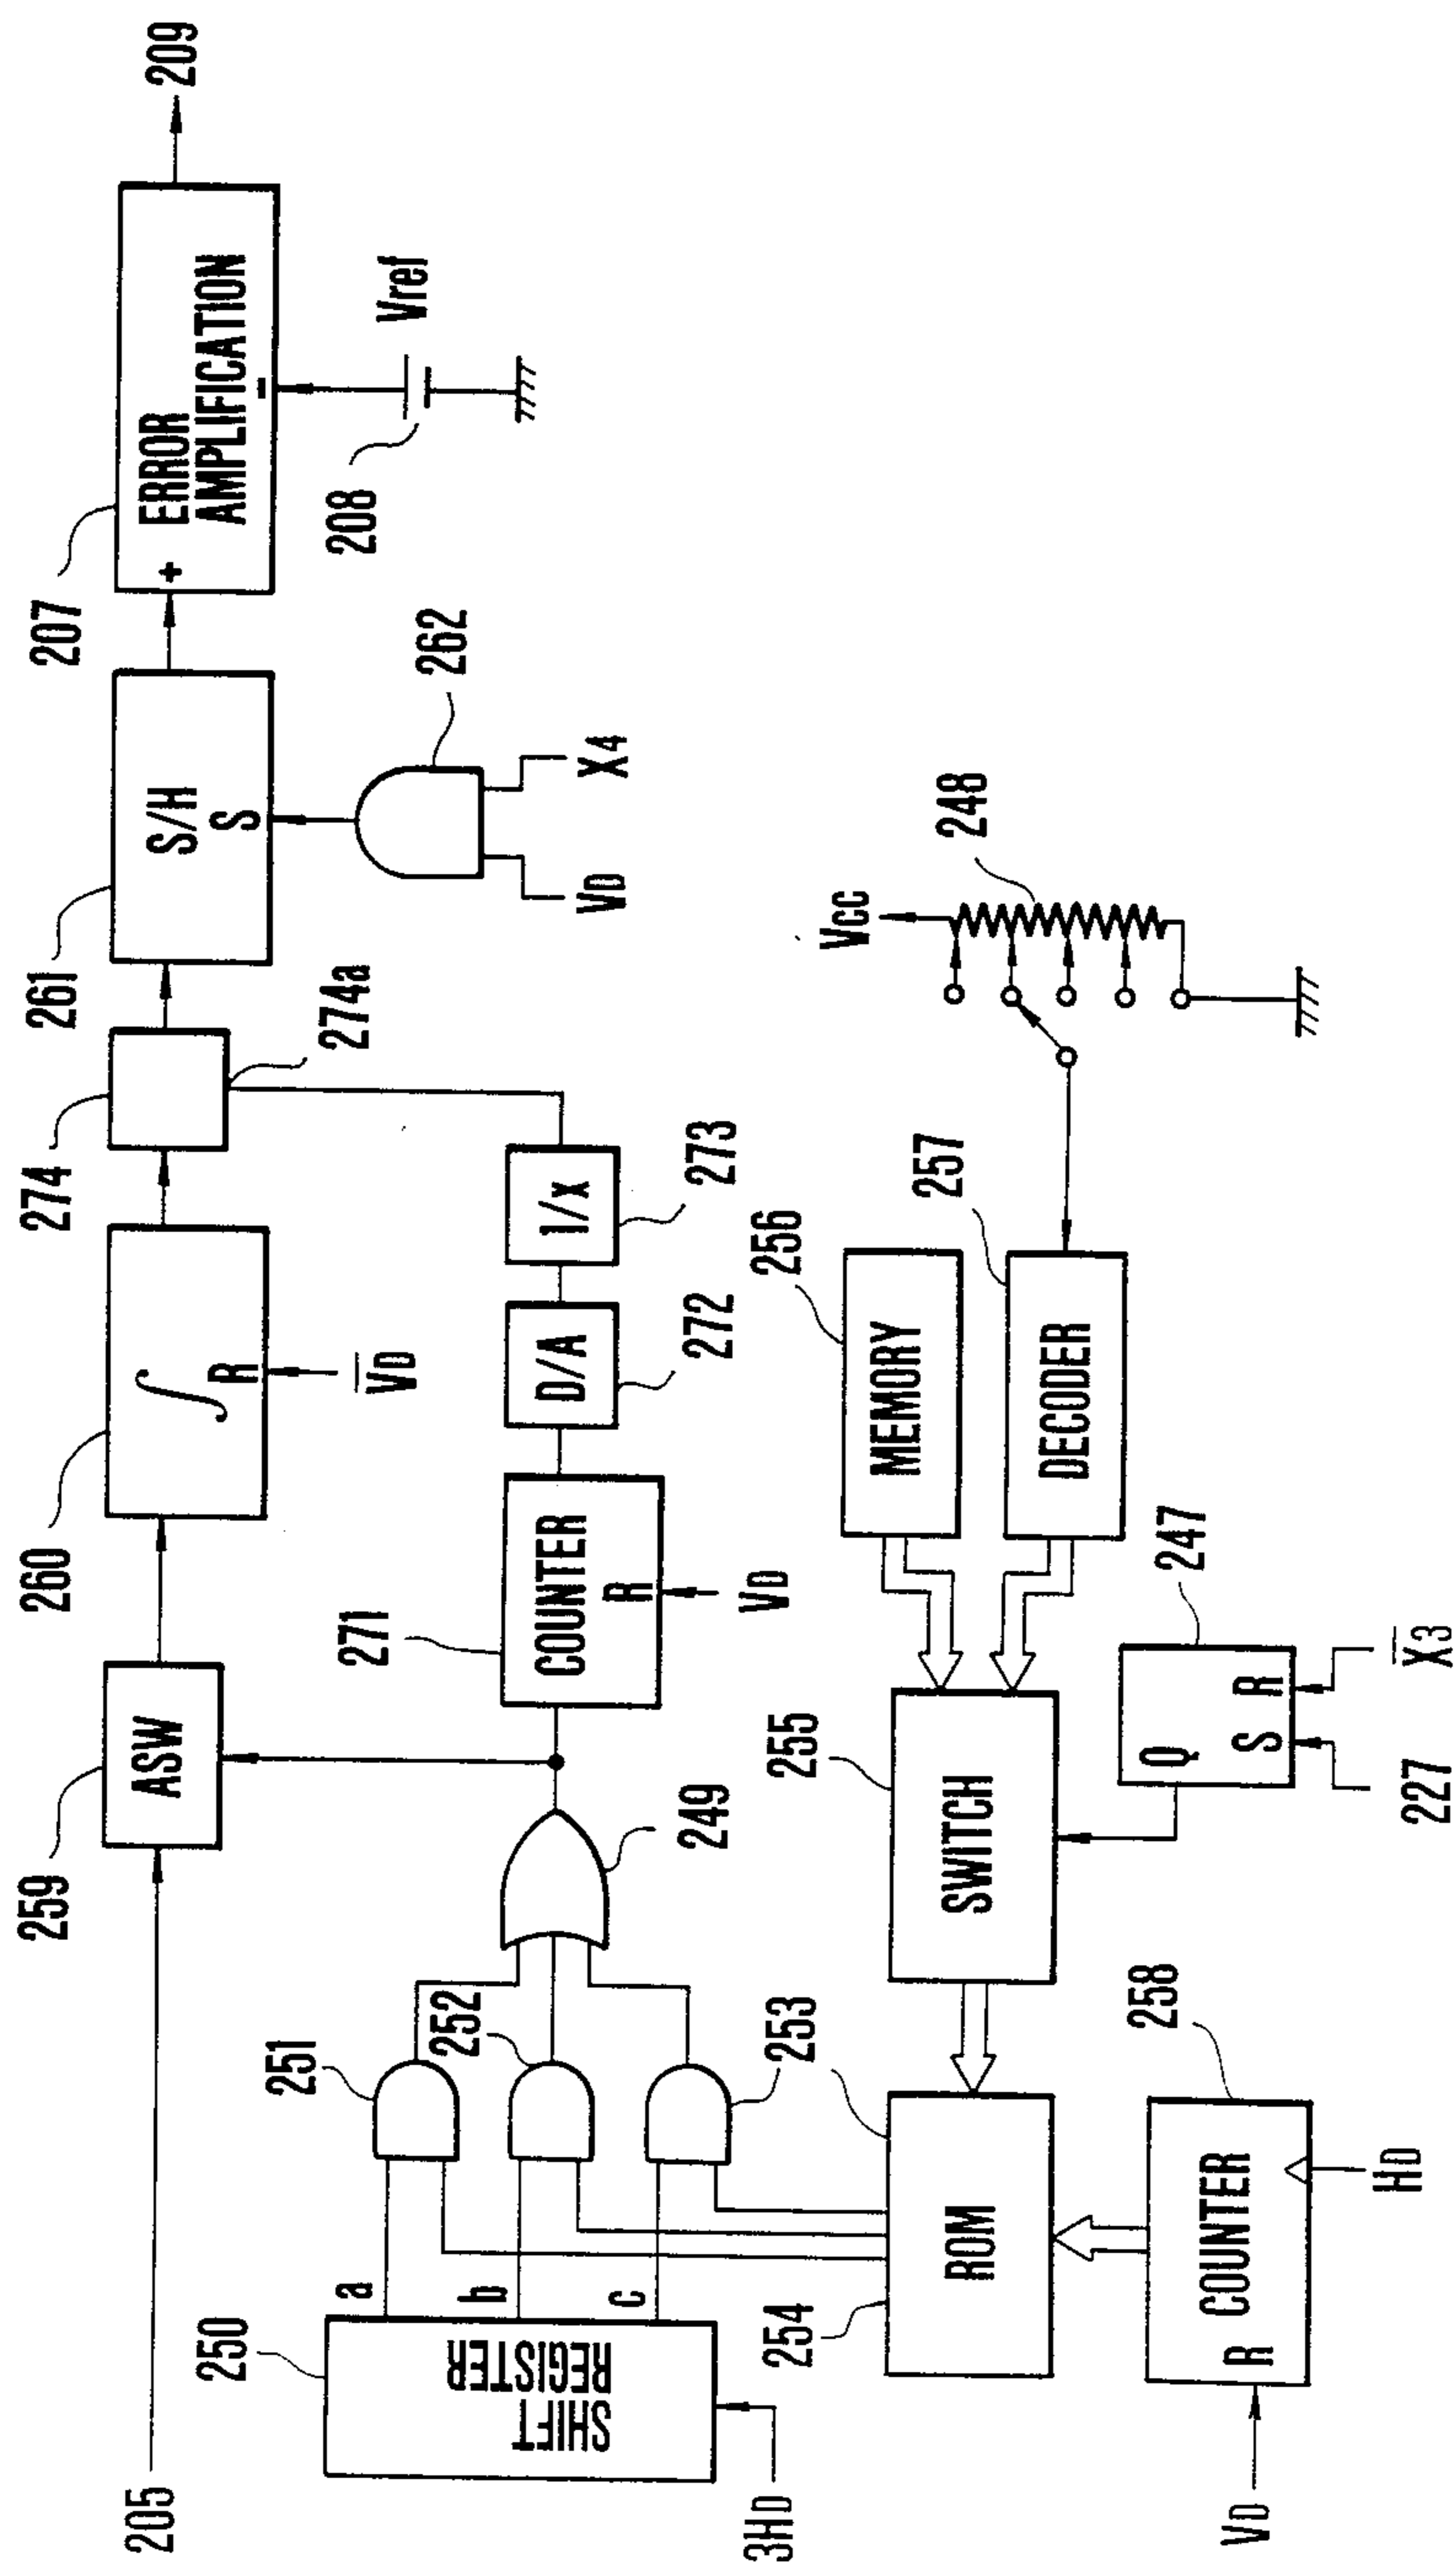 205
259
ASW
260
∫
R
V̅D
274
274a
261
S/H
S
262
VD
X4
207
+
ERROR
AMPLIFICATION
-
208
Vref
209
250
SHIFT
REGISTER
3HD
a
b
c
251
252
253
249
271
COUNTER
R
VD
272
D/A
273
1/x
254
ROM
255
SWITCH
256
MEMORY
257
DECODER
248
VCC
258
COUNTER
R
VD
HD
247
Q
S
R
227
X̅3